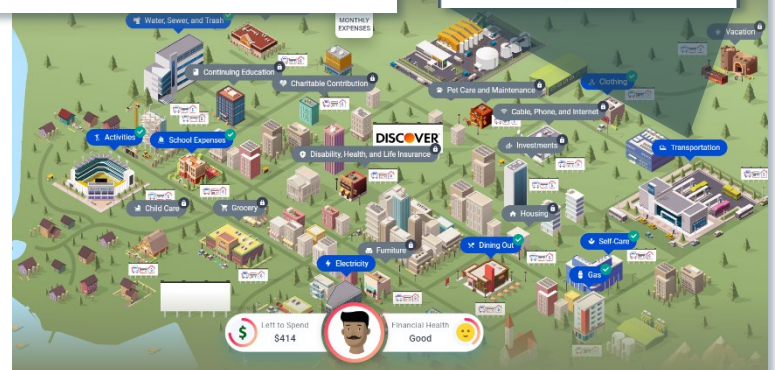 Water, Sewer, and Trash
MONTHLY
EXPENSES
Vacation
Continuing Education
Charitable Contribution
Clothing
Pet Care and Maintenance
Cable, Phone, and Internet
Activities
School Expenses
DISCOVER
Disability, Health, and Life Insurance
Investments
Transportation
Child Care
Grocery
Housing
Furniture
Dining Out
Self-Care
Electricity
Gas
Left to Spend
$414
Financial Health
Good